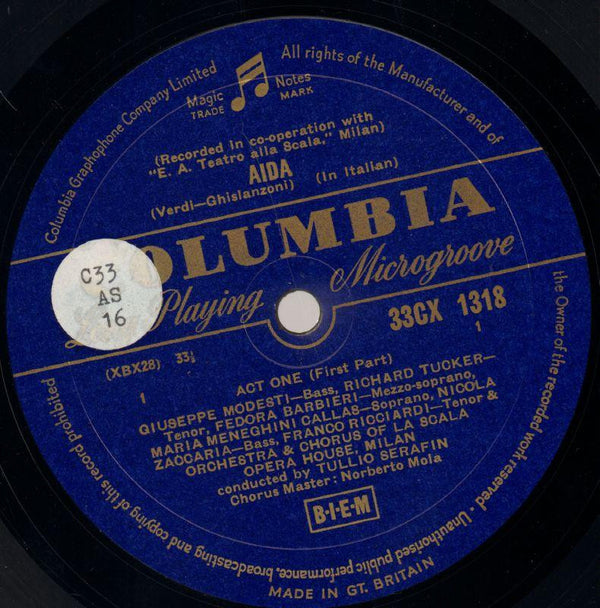 Columbia Graphophone Company Limited
Magic Notes
TRADE MARK
All rights of the Manufacturer and of
the Owner of the recorded work reserved - Unauthorised public performance, broadcasting
and copying of this record prohibited
(Recorded in co-operation with
"E. A. Teatro alla Scala," Milan)
AIDA
(Verdi—Ghislanzoni) (In Italian)
OLUMBIA
Playing Microgroove
C33
AS
16
33CX 1318
1
(XBX28) 33⅓
1
ACT ONE (First Part)
GIUSEPPE MODESTI—Bass, RICHARD TUCKER—
Tenor, FEDORA BARBIERI—Mezzo-soprano,
MARIA MENEGHINI CALLAS—Soprano, NICOLA
ZACCARIA—Bass, FRANCO RICCIARDI—Tenor &
ORCHESTRA & CHORUS OF LA SCALA
OPERA HOUSE, MILAN
conducted by TULLIO SERAFIN
Chorus Master: Norberto Mola
B·I·E·M
MADE IN GT. BRITAIN